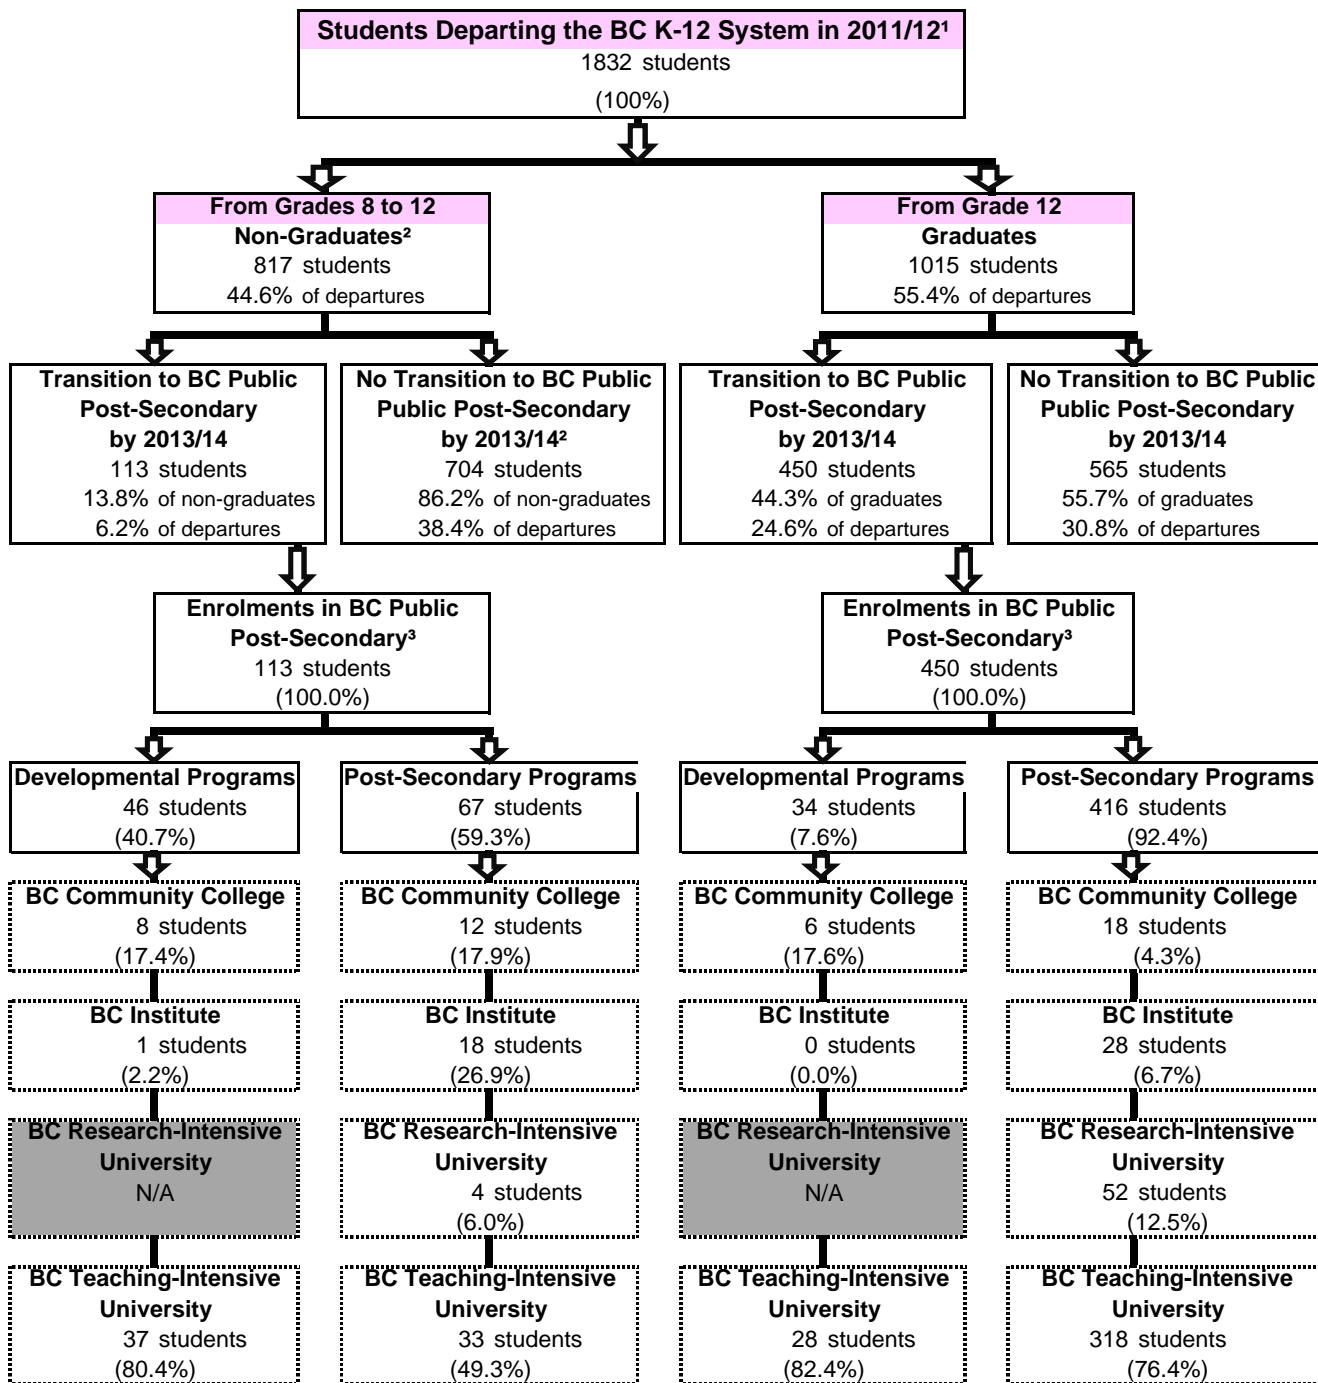 Students Departing the BC K-12 System in 2011/12¹
1832 students
(100%)
From Grades 8 to 12
Non-Graduates²
817 students
44.6% of departures
From Grade 12
Graduates
1015 students
55.4% of departures
Transition to BC Public
Post-Secondary
by 2013/14
113 students
13.8% of non-graduates
6.2% of departures
No Transition to BC Public
Public Post-Secondary
by 2013/14²
704 students
86.2% of non-graduates
38.4% of departures
Transition to BC Public
Post-Secondary
by 2013/14
450 students
44.3% of graduates
24.6% of departures
No Transition to BC Public
Public Post-Secondary
by 2013/14
565 students
55.7% of graduates
30.8% of departures
Enrolments in BC Public
Post-Secondary³
113 students
(100.0%)
Enrolments in BC Public
Post-Secondary³
450 students
(100.0%)
Developmental Programs
46 students
(40.7%)
Post-Secondary Programs
67 students
(59.3%)
Developmental Programs
34 students
(7.6%)
Post-Secondary Programs
416 students
(92.4%)
BC Community College
8 students
(17.4%)
BC Community College
12 students
(17.9%)
BC Community College
6 students
(17.6%)
BC Community College
18 students
(4.3%)
BC Institute
1 students
(2.2%)
BC Institute
18 students
(26.9%)
BC Institute
0 students
(0.0%)
BC Institute
28 students
(6.7%)
BC Research-Intensive
University
N/A
BC Research-Intensive
University
4 students
(6.0%)
BC Research-Intensive
University
N/A
BC Research-Intensive
University
52 students
(12.5%)
BC Teaching-Intensive
University
37 students
(80.4%)
BC Teaching-Intensive
University
33 students
(49.3%)
BC Teaching-Intensive
University
28 students
(82.4%)
BC Teaching-Intensive
University
318 students
(76.4%)